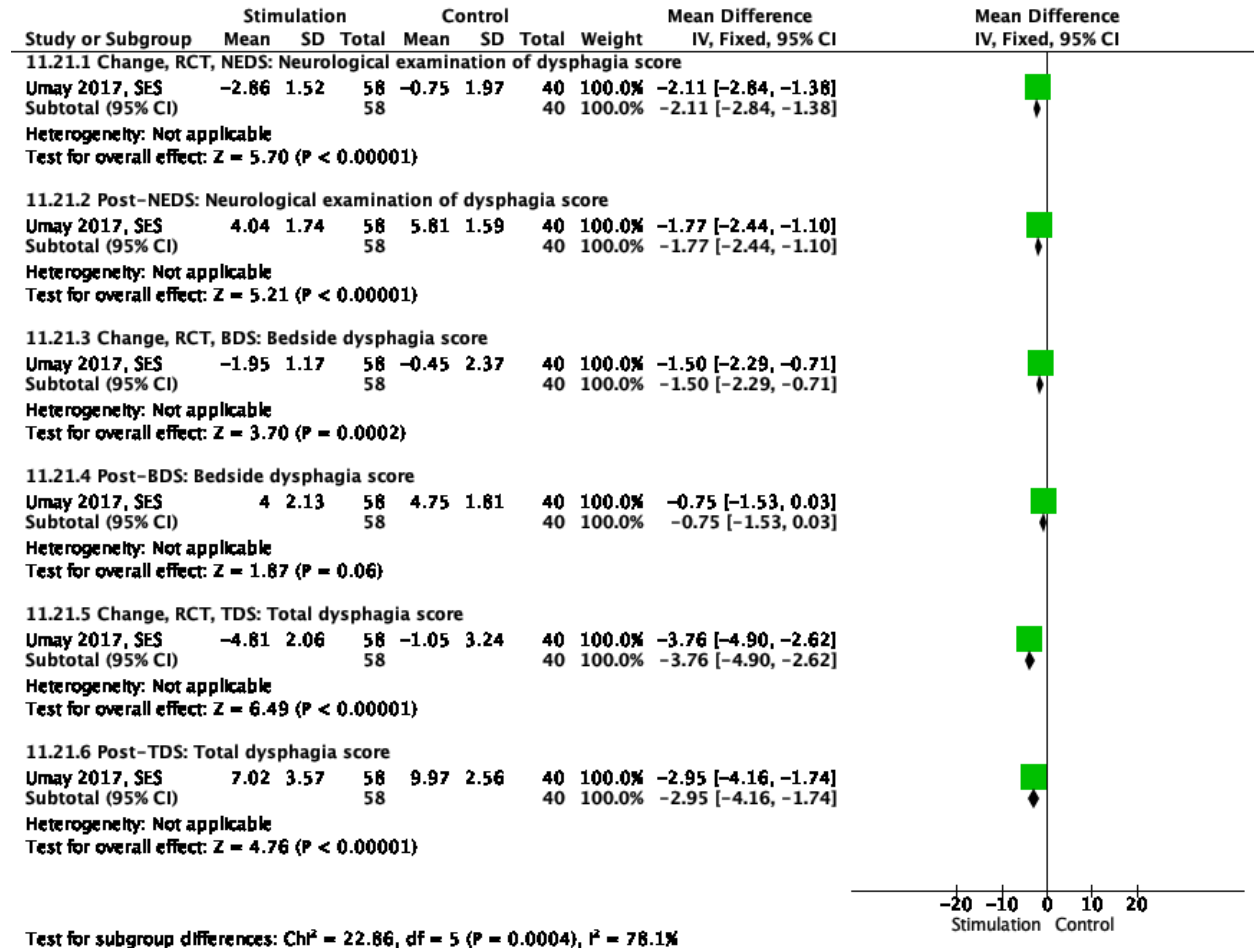 Stimulation Control Mean Difference Mean Difference
Study or Subgroup Mean SD Total Mean SD Total Weight IV, Fixed, 95% CI IV, Fixed, 95% CI
11.21.1 Change, RCT, NEDS: Neurological examination of dysphagia score
Umay 2017, SES −2.86 1.52 58 −0.75 1.97 40 100.0% −2.11 [−2.84, −1.38]
Subtotal (95% CI) 58 40 100.0% −2.11 [−2.84, −1.38]
Heterogeneity: Not applicable
Test for overall effect: Z = 5.70 (P < 0.00001)
11.21.2 Post−NEDS: Neurological examination of dysphagia score
Umay 2017, SES 4.04 1.74 58 5.81 1.59 40 100.0% −1.77 [−2.44, −1.10]
Subtotal (95% CI) 58 40 100.0% −1.77 [−2.44, −1.10]
Heterogeneity: Not applicable
Test for overall effect: Z = 5.21 (P < 0.00001)
11.21.3 Change, RCT, BDS: Bedside dysphagia score
Umay 2017, SES −1.95 1.17 58 −0.45 2.37 40 100.0% −1.50 [−2.29, −0.71]
Subtotal (95% CI) 58 40 100.0% −1.50 [−2.29, −0.71]
Heterogeneity: Not applicable
Test for overall effect: Z = 3.70 (P = 0.0002)
11.21.4 Post−BDS: Bedside dysphagia score
Umay 2017, SES 4 2.13 58 4.75 1.81 40 100.0% −0.75 [−1.53, 0.03]
Subtotal (95% CI) 58 40 100.0% −0.75 [−1.53, 0.03]
Heterogeneity: Not applicable
Test for overall effect: Z = 1.87 (P = 0.06)
11.21.5 Change, RCT, TDS: Total dysphagia score
Umay 2017, SES −4.81 2.06 58 −1.05 3.24 40 100.0% −3.76 [−4.90, −2.62]
Subtotal (95% CI) 58 40 100.0% −3.76 [−4.90, −2.62]
Heterogeneity: Not applicable
Test for overall effect: Z = 6.49 (P < 0.00001)
11.21.6 Post−TDS: Total dysphagia score
Umay 2017, SES 7.02 3.57 58 9.97 2.56 40 100.0% −2.95 [−4.16, −1.74]
Subtotal (95% CI) 58 40 100.0% −2.95 [−4.16, −1.74]
Heterogeneity: Not applicable
Test for overall effect: Z = 4.76 (P < 0.00001)
−20 −10 0 10 20
Stimulation Control
Test for subgroup differences: Chi² = 22.86, df = 5 (P = 0.0004), I² = 78.1%